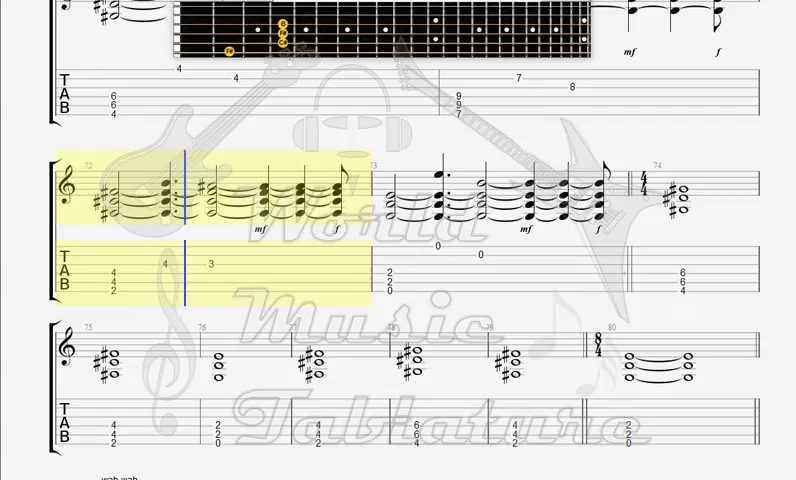 B
F#
C#
F#
mf f
4 4 7 8
T A B
6 6 4 9 9 7
72 73 74
4 4
mf f mf f
World
T A B
4 3 0 0
4 4 2 2 2 0 6 6 4
Music
75 76 77 78 79 80
8 4
T A B
4 4 2 2 2 0 4 4 2 6 6 4 4 4 2 2 2 0
Tablature
wah wah